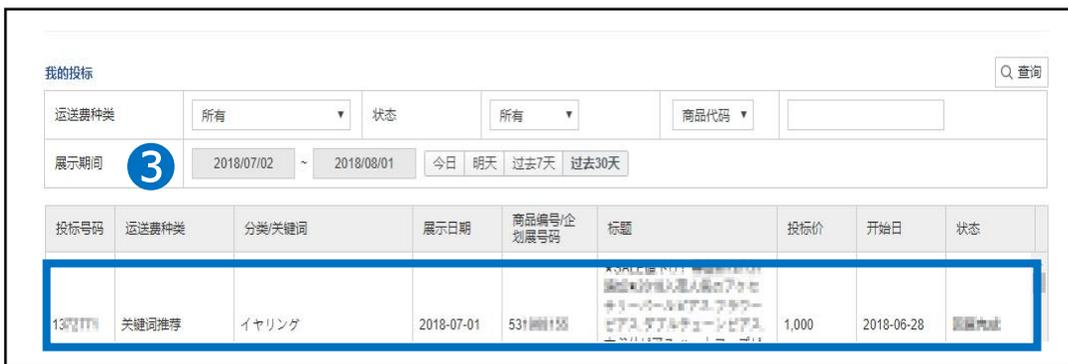 我的投标
查询
运送费种类 所有 状态 所有 商品代码
展示期间 3 2018/07/02 ~ 2018/08/01 今日 明天 过去7天 过去30天
投标号码 运送费种类 分类/关键词 展示日期 商品编号/企划展号码 标题 投标价 开始日 状态
关键词推荐 イヤリング 2018-07-01 1,000 2018-06-28